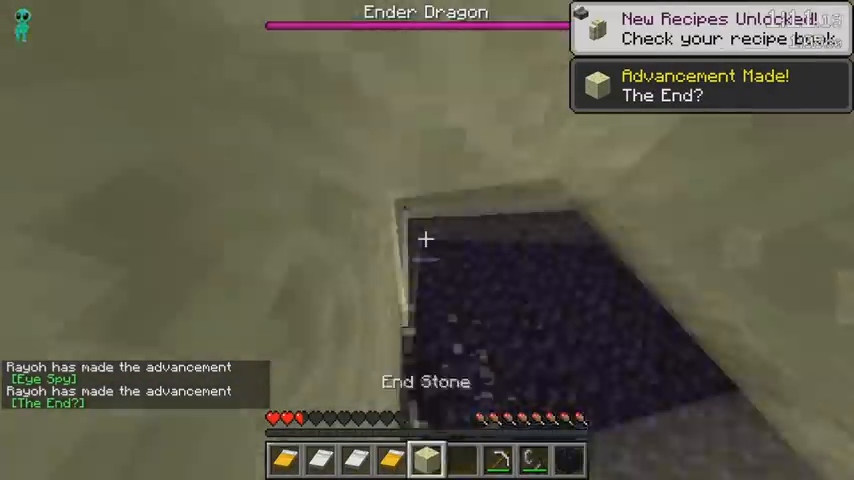 Ender Dragon
New Recipes Unlocked!
Check your recipe book
Advancement Made!
The End?
Rayoh has made the advancement
[Eye Spy]
Rayoh has made the advancement
[The End?]
End Stone